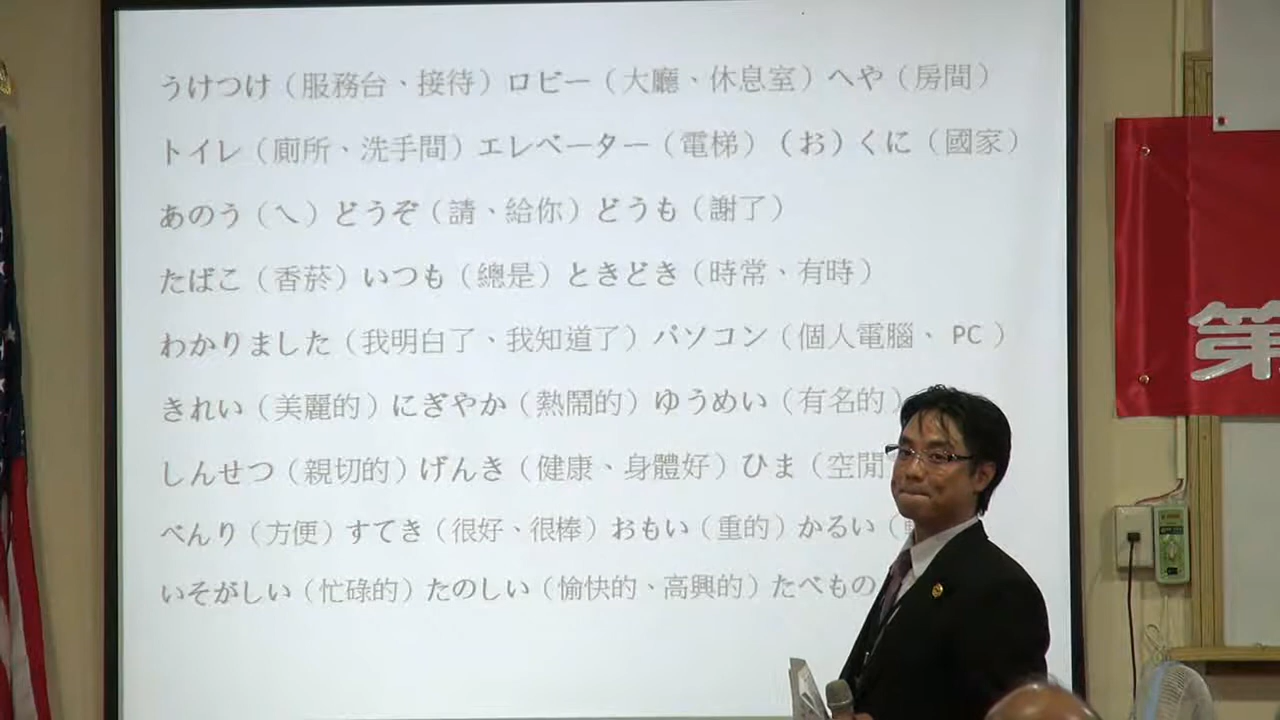 うけつけ（服務台、接待）ロビー（大廳、休息室）へや（房間）
トイレ（廁所、洗手間）エレベーター（電梯）（お）くに（國家）
あのう（ㄟ）どうぞ（請、給你）どうも（謝了）
たばこ（香菸）いつも（總是）ときどき（時常、有時）
わかりました（我明白了、我知道了）パソコン（個人電腦、PC）
きれい（美麗的）にぎやか（熱鬧的）ゆうめい（有名的）
しんせつ（親切的）げんき（健康、身體好）ひま（空閒
べんり（方便）すてき（很好、很棒）おもい（重的）かるい（
いそがしい（忙碌的）たのしい（愉快的、高興的）たべもの
第